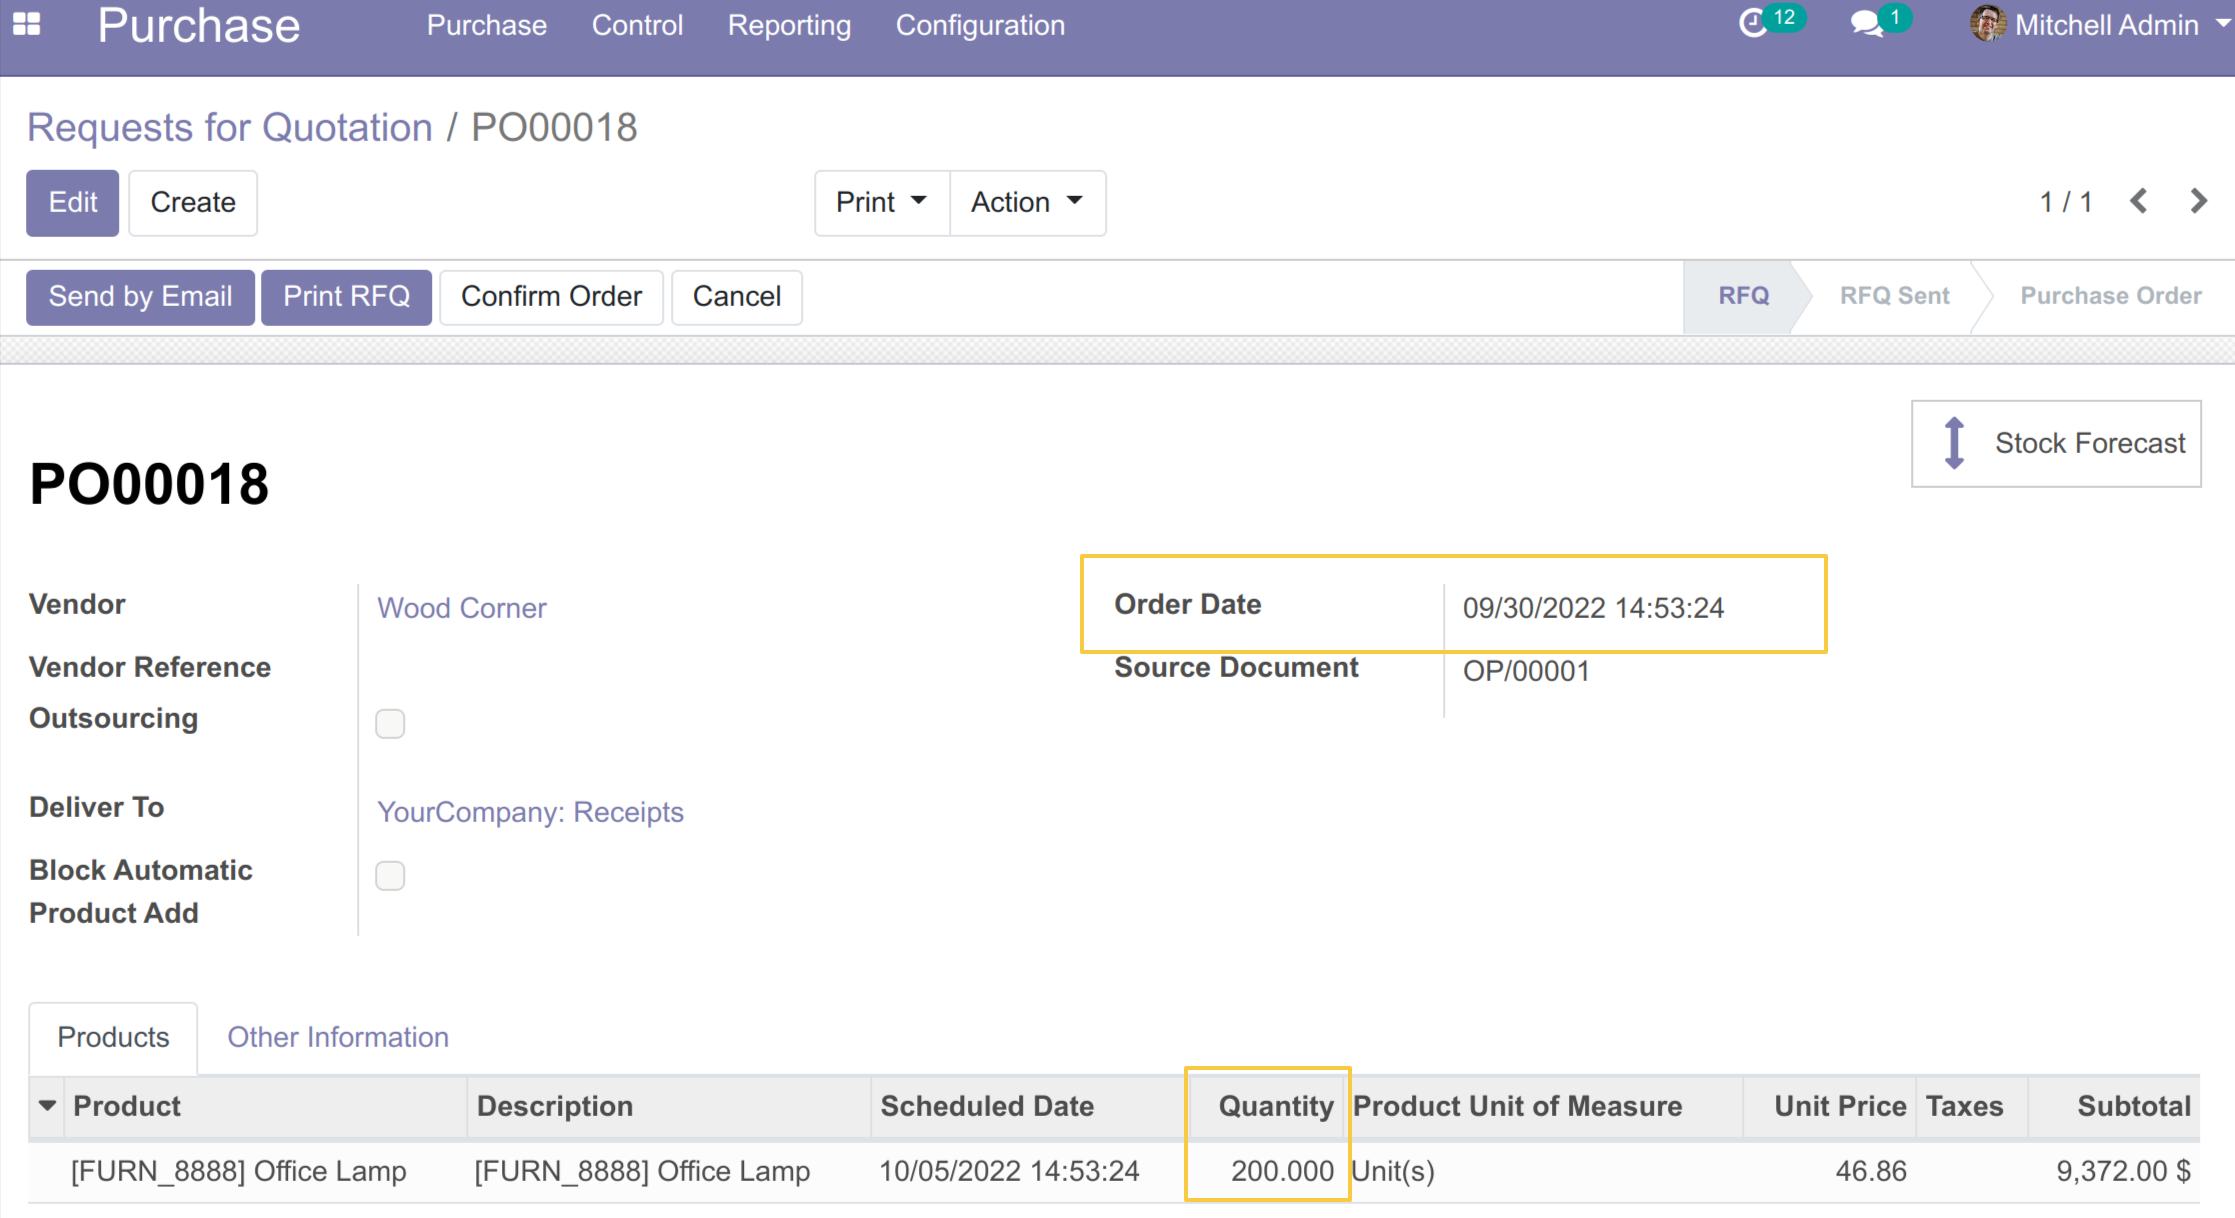 Purchase Purchase Control Reporting Configuration 12 1 Mitchell Admin
Requests for Quotation / PO00018
Edit Create Print Action 1 / 1
Send by Email Print RFQ Confirm Order Cancel RFQ RFQ Sent Purchase Order
Stock Forecast
PO00018
Vendor Wood Corner Order Date 09/30/2022 14:53:24
Vendor Reference Source Document OP/00001
Outsourcing
Deliver To YourCompany: Receipts
Block Automatic
Product Add
Products Other Information
Product Description Scheduled Date Quantity Product Unit of Measure Unit Price Taxes Subtotal
[FURN_8888] Office Lamp [FURN_8888] Office Lamp 10/05/2022 14:53:24 200.000 Unit(s) 46.86 9,372.00 $